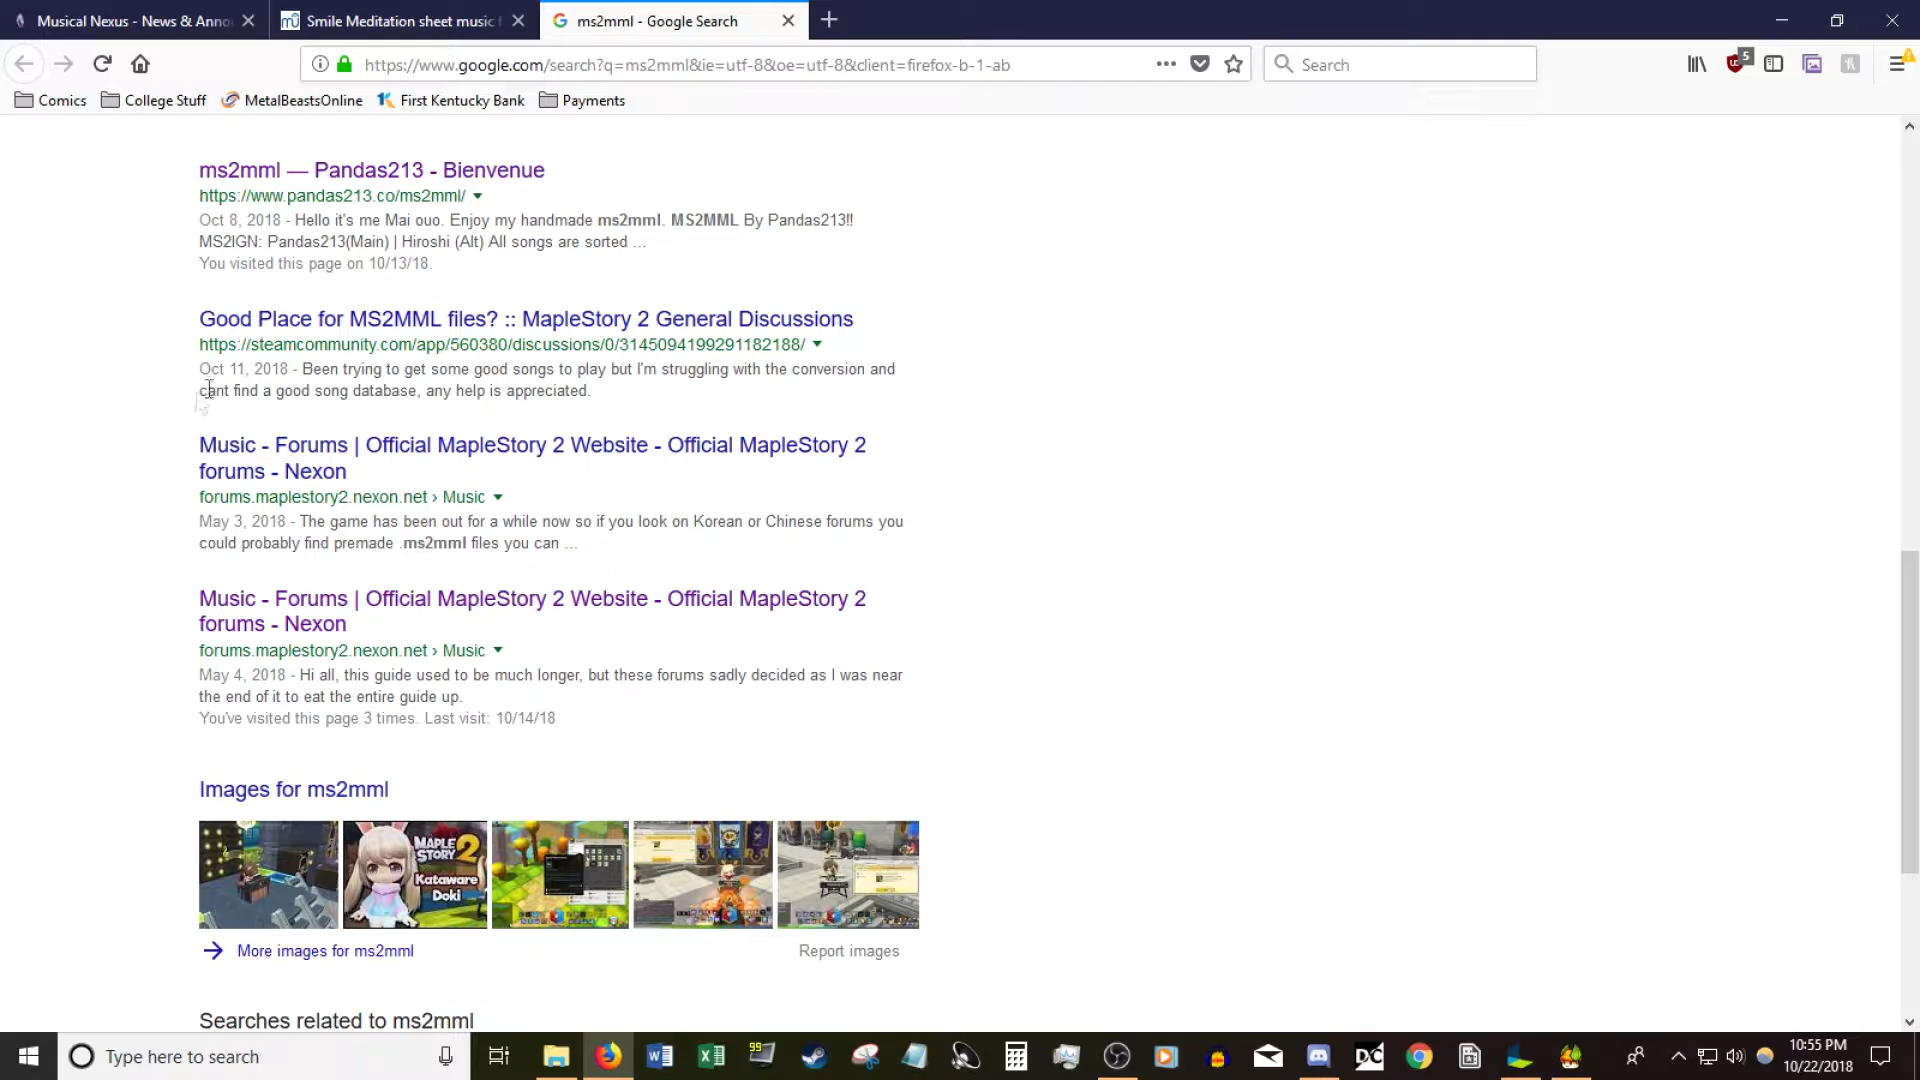 Musical Nexus - News & Anno
Smile Meditation sheet music f
ms2mml - Google Search
https://www.google.com/search?q=ms2mml&ie=utf-8&oe=utf-8&client=firefox-b-1-ab
Search
5
Comics
College Stuff
MetalBeastsOnline
First Kentucky Bank
Payments
ms2mml — Pandas213 - Bienvenue
https://www.pandas213.co/ms2mml/
Oct 8, 2018 - Hello it's me Mai ouo. Enjoy my handmade ms2mml. MS2MML By Pandas213!!
MS2IGN: Pandas213(Main) | Hiroshi (Alt) All songs are sorted ...
You visited this page on 10/13/18.
Good Place for MS2MML files? :: MapleStory 2 General Discussions
https://steamcommunity.com/app/560380/discussions/0/3145094199291182188/
Oct 11, 2018 - Been trying to get some good songs to play but I'm struggling with the conversion and
cant find a good song database, any help is appreciated.
Music - Forums | Official MapleStory 2 Website - Official MapleStory 2
forums - Nexon
forums.maplestory2.nexon.net › Music
May 3, 2018 - The game has been out for a while now so if you look on Korean or Chinese forums you
could probably find premade .ms2mml files you can ...
Music - Forums | Official MapleStory 2 Website - Official MapleStory 2
forums - Nexon
forums.maplestory2.nexon.net › Music
May 4, 2018 - Hi all, this guide used to be much longer, but these forums sadly decided as I was near
the end of it to eat the entire guide up.
You've visited this page 3 times. Last visit: 10/14/18
Images for ms2mml
MAPLE
STORY 2
Kataware
Doki
More images for ms2mml
Report images
Searches related to ms2mml
Type here to search
99
DC
10:55 PM
10/22/2018